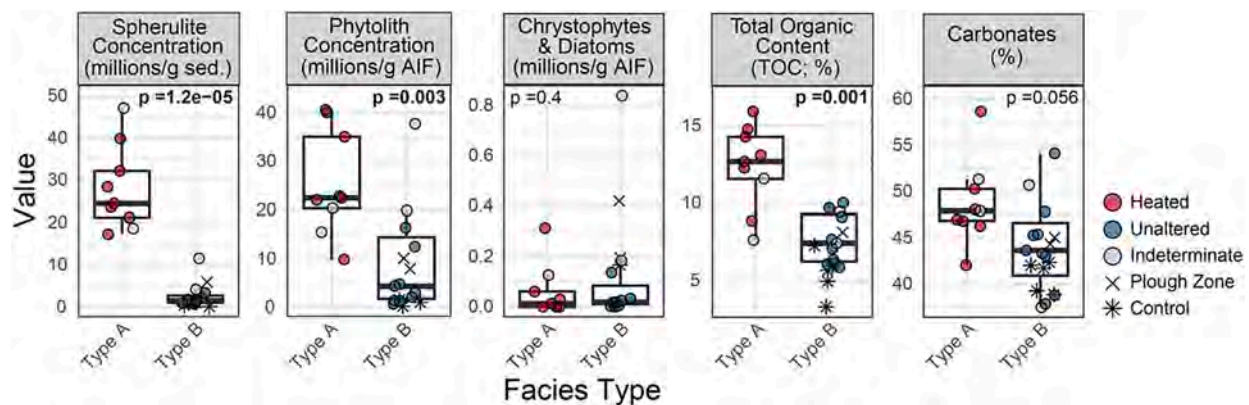 Spherulite
Concentration
(millions/g sed.)
Phytolith
Concentration
(millions/g AIF)
Chrystophytes
& Diatoms
(millions/g AIF)
Total Organic
Content
(TOC; %)
Carbonates
(%)
p =1.2e-05
p =0.003
p =0.4
p =0.001
p =0.056
Value
50
40
30
20
10
0
40
30
20
10
0
0.8
0.6
0.4
0.2
0.0
15
10
5
60
55
50
45
40
Type A
Type B
Type A
Type B
Type A
Type B
Type A
Type B
Type A
Type B
Facies Type
Heated
Unaltered
Indeterminate
Plough Zone
Control